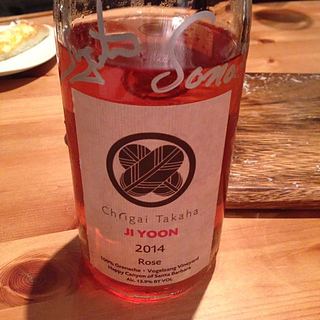 Sono
Chigai Takaha
JI YOON
2014
Rose
100% Grenache • Vogelzang Vineyard
Happy Canyon of Santa Barbara
Alc. 13.9% BY VOL